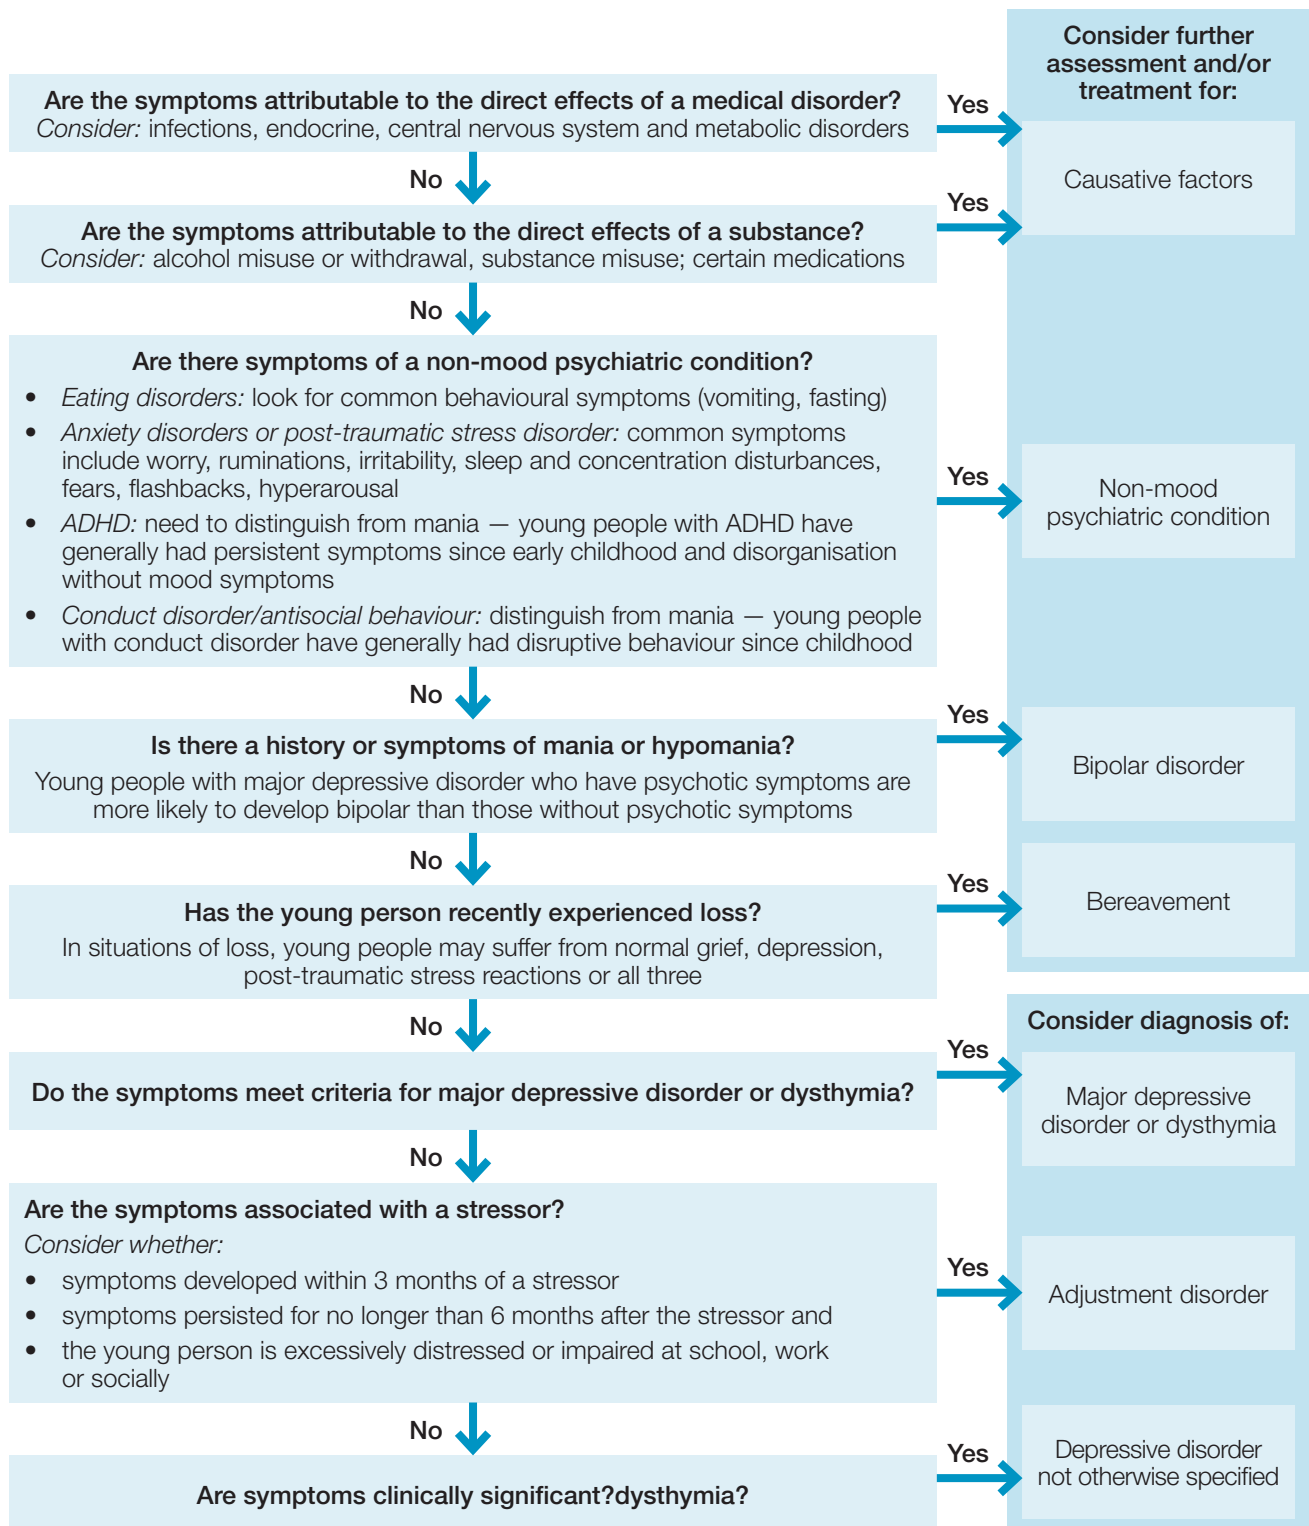 Consider further
assessment and/or
treatment for:
Are the symptoms attributable to the direct effects of a medical disorder?
Consider: infections, endocrine, central nervous system and metabolic disorders
Yes
Causative factors
No
Are the symptoms attributable to the direct effects of a substance?
Consider: alcohol misuse or withdrawal, substance misuse; certain medications
Yes
No
Are there symptoms of a non-mood psychiatric condition?
• Eating disorders: look for common behavioural symptoms (vomiting, fasting)
• Anxiety disorders or post-traumatic stress disorder: common symptoms
include worry, ruminations, irritability, sleep and concentration disturbances,
fears, flashbacks, hyperarousal
• ADHD: need to distinguish from mania — young people with ADHD have
generally had persistent symptoms since early childhood and disorganisation
without mood symptoms
• Conduct disorder/antisocial behaviour: distinguish from mania — young people
with conduct disorder have generally had disruptive behaviour since childhood
Yes
Non-mood
psychiatric condition
No
Is there a history or symptoms of mania or hypomania?
Young people with major depressive disorder who have psychotic symptoms are
more likely to develop bipolar than those without psychotic symptoms
Yes
Bipolar disorder
No
Has the young person recently experienced loss?
In situations of loss, young people may suffer from normal grief, depression,
post-traumatic stress reactions or all three
Yes
Bereavement
No
Consider diagnosis of:
Do the symptoms meet criteria for major depressive disorder or dysthymia?
Yes
Major depressive
disorder or dysthymia
No
Are the symptoms associated with a stressor?
Consider whether:
• symptoms developed within 3 months of a stressor
• symptoms persisted for no longer than 6 months after the stressor and
• the young person is excessively distressed or impaired at school, work
or socially
Yes
Adjustment disorder
No
Are symptoms clinically significant?dysthymia?
Yes
Depressive disorder
not otherwise specified